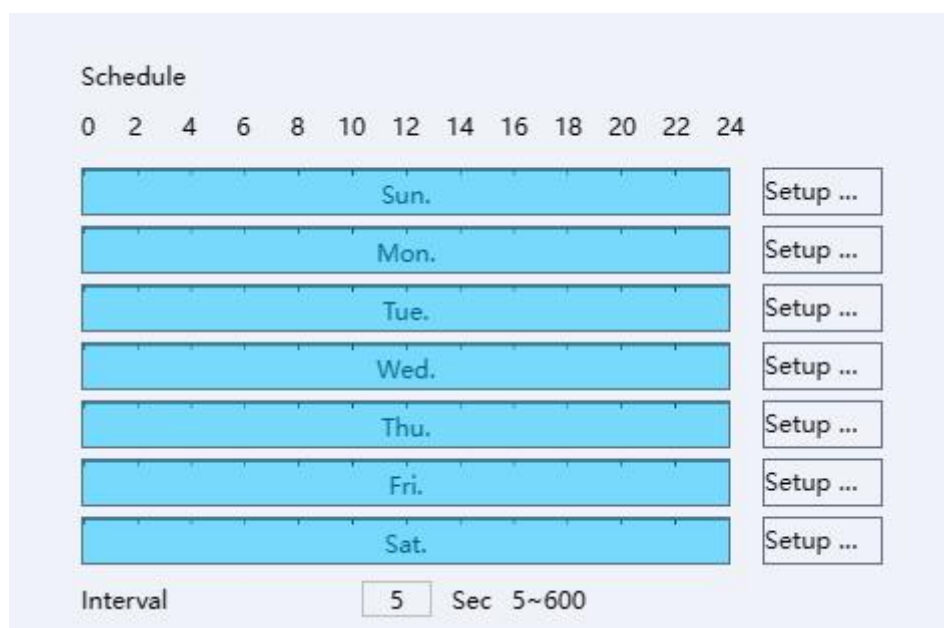 Schedule
0 2 4 6 8 10 12 14 16 18 20 22 24
Sun. Setup ...
Mon. Setup ...
Tue. Setup ...
Wed. Setup ...
Thu. Setup ...
Fri. Setup ...
Sat. Setup ...
Interval 5 Sec 5~600